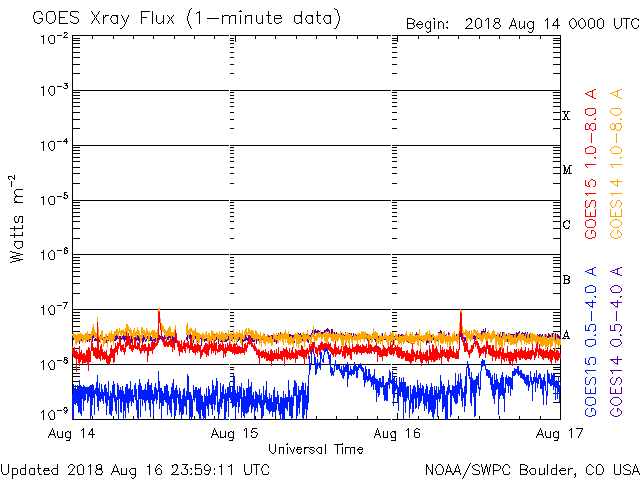 GOES Xray Flux (1-minute data)
Begin: 2018 Aug 14 0000 UTC
Watts m⁻²
10⁻²
10⁻³
10⁻⁴
10⁻⁵
10⁻⁶
10⁻⁷
10⁻⁸
10⁻⁹
X
M
C
B
A
GOES15 1.0-8.0 A
GOES14 1.0-8.0 A
GOES15 0.5-4.0 A
GOES14 0.5-4.0 A
Aug 14
Aug 15
Aug 16
Aug 17
Universal Time
Updated 2018 Aug 16 23:59:11 UTC
NOAA/SWPC Boulder, CO USA